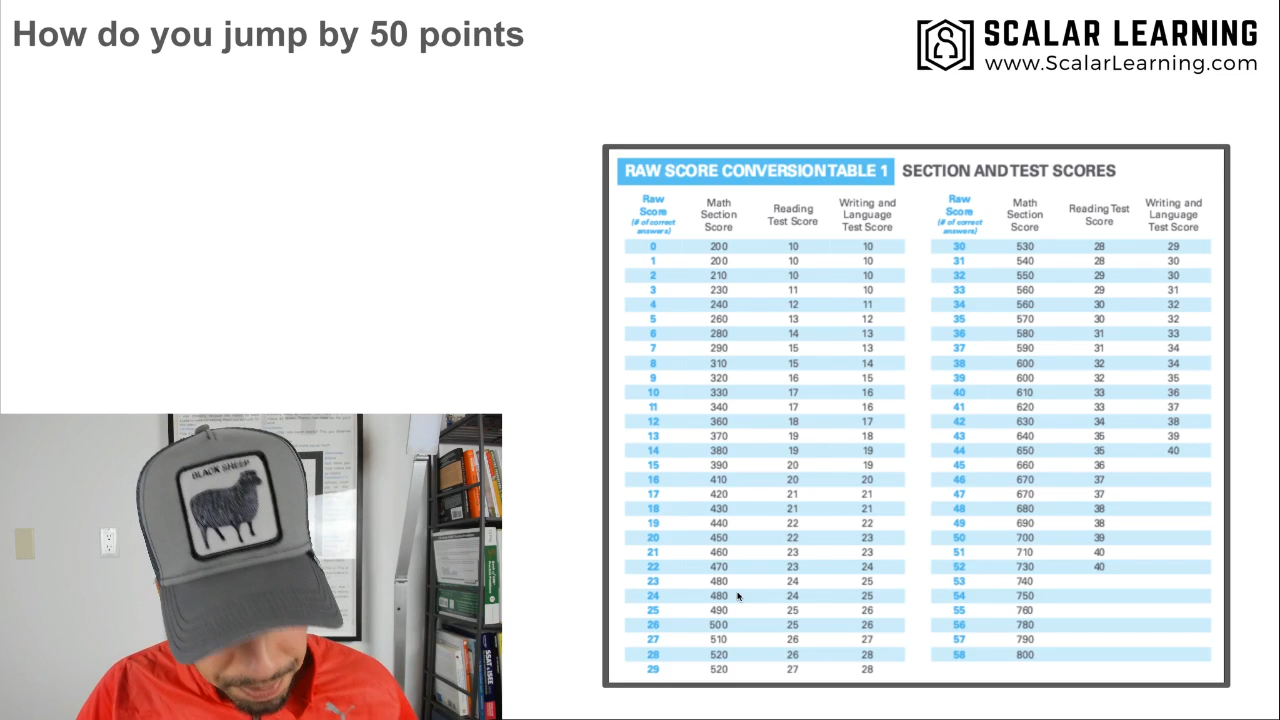 How do you jump by 50 points
SCALAR LEARNING
www.ScalarLearning.com
RAW SCORE CONVERSION TABLE 1 SECTION AND TEST SCORES
Raw Score (# of correct answers) Math Section Score Reading Test Score Writing and Language Test Score Raw Score (# of correct answers) Math Section Score Reading Test Score Writing and Language Test Score
0 200 10 10 30 530 28 29
1 200 10 10 31 540 28 30
2 210 10 10 32 550 29 30
3 230 11 10 33 560 29 31
4 240 12 11 34 560 30 32
5 260 13 12 35 570 30 32
6 280 14 13 36 580 31 33
7 290 15 13 37 590 31 34
8 310 15 14 38 600 32 34
9 320 16 15 39 600 32 35
10 330 17 16 40 610 33 36
11 340 17 16 41 620 33 37
12 360 18 17 42 630 34 38
13 370 19 18 43 640 35 39
14 380 19 19 44 650 35 40
15 390 20 19 45 660 36
16 410 20 20 46 670 37
17 420 21 21 47 670 37
18 430 21 21 48 680 38
19 440 22 22 49 690 38
20 450 22 23 50 700 39
21 460 23 23 51 710 40
22 470 23 24 52 730 40
23 480 24 25 53 740
24 480 24 25 54 750
25 490 25 26 55 760
26 500 25 26 56 780
27 510 26 27 57 790
28 520 26 28 58 800
29 520 27 28
BLACK SHEEP
SSAT & ISEE